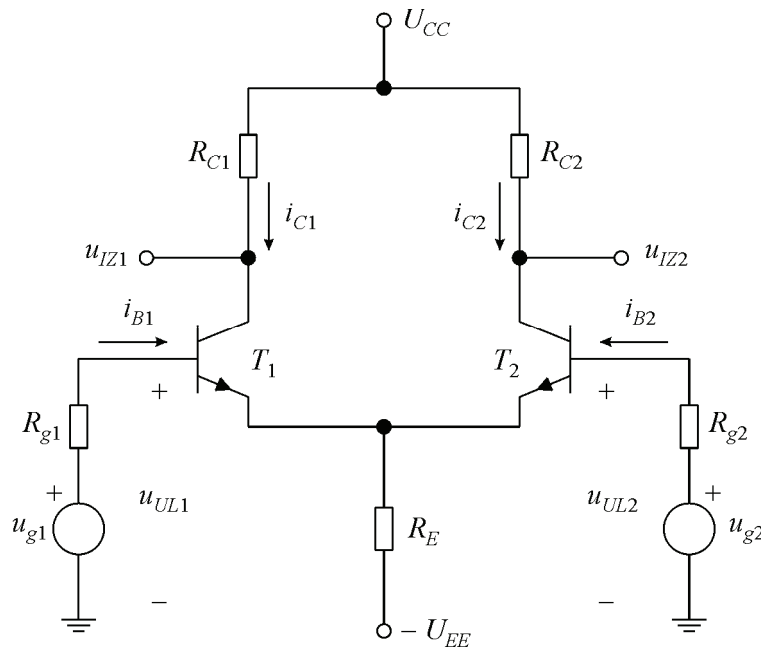 U_CC
R_C1
R_C2
i_C1
i_C2
u_IZ1
u_IZ2
i_B1
i_B2
T_1
T_2
+
+
R_g1
R_g2
+
+
u_UL1
u_UL2
u_g1
u_g2
R_E
−
−
− U_EE